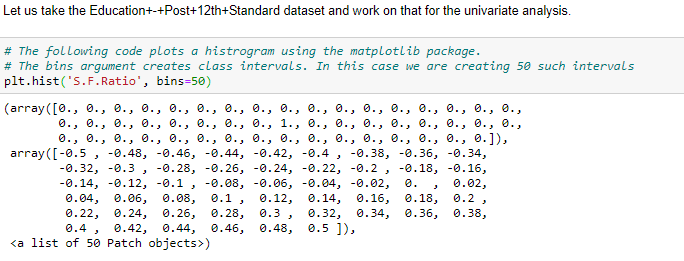 Let us take the Education+-+Post+12th+Standard dataset and work on that for the univariate analysis.
# The following code plots a histrogram using the matplotlib package.
# The bins argument creates class intervals. In this case we are creating 50 such intervals
plt.hist('S.F.Ratio', bins=50)
(array([0., 0., 0., 0., 0., 0., 0., 0., 0., 0., 0., 0., 0., 0., 0., 0., 0.,
0., 0., 0., 0., 0., 0., 0., 0., 1., 0., 0., 0., 0., 0., 0., 0., 0.,
0., 0., 0., 0., 0., 0., 0., 0., 0., 0., 0., 0., 0., 0., 0., 0.]),
array([-0.5 , -0.48, -0.46, -0.44, -0.42, -0.4 , -0.38, -0.36, -0.34,
-0.32, -0.3 , -0.28, -0.26, -0.24, -0.22, -0.2 , -0.18, -0.16,
-0.14, -0.12, -0.1 , -0.08, -0.06, -0.04, -0.02, 0. , 0.02,
0.04, 0.06, 0.08, 0.1 , 0.12, 0.14, 0.16, 0.18, 0.2 ,
0.22, 0.24, 0.26, 0.28, 0.3 , 0.32, 0.34, 0.36, 0.38,
0.4 , 0.42, 0.44, 0.46, 0.48, 0.5 ]),
<a list of 50 Patch objects>)